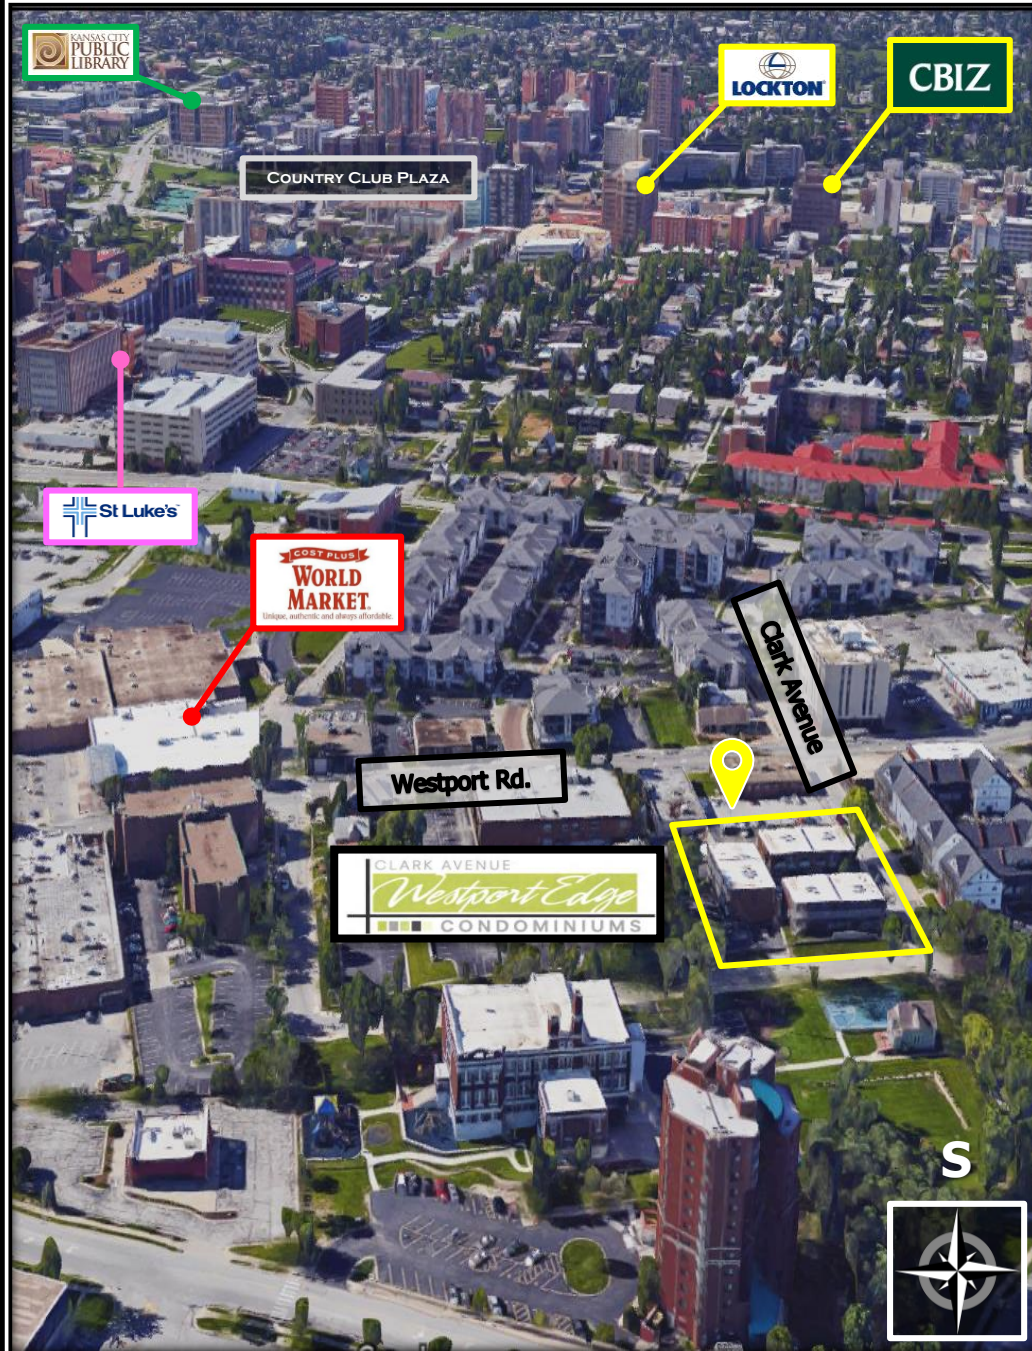 KANSAS CITY
PUBLIC
LIBRARY
LOCKTON
CBIZ
COUNTRY CLUB PLAZA
St Luke's
COST PLUS
WORLD
MARKET.
Unique, authentic and always affordable.
Clark Avenue
Westport Rd.
CLARK AVENUE
Westport Edge
CONDOMINIUMS
S